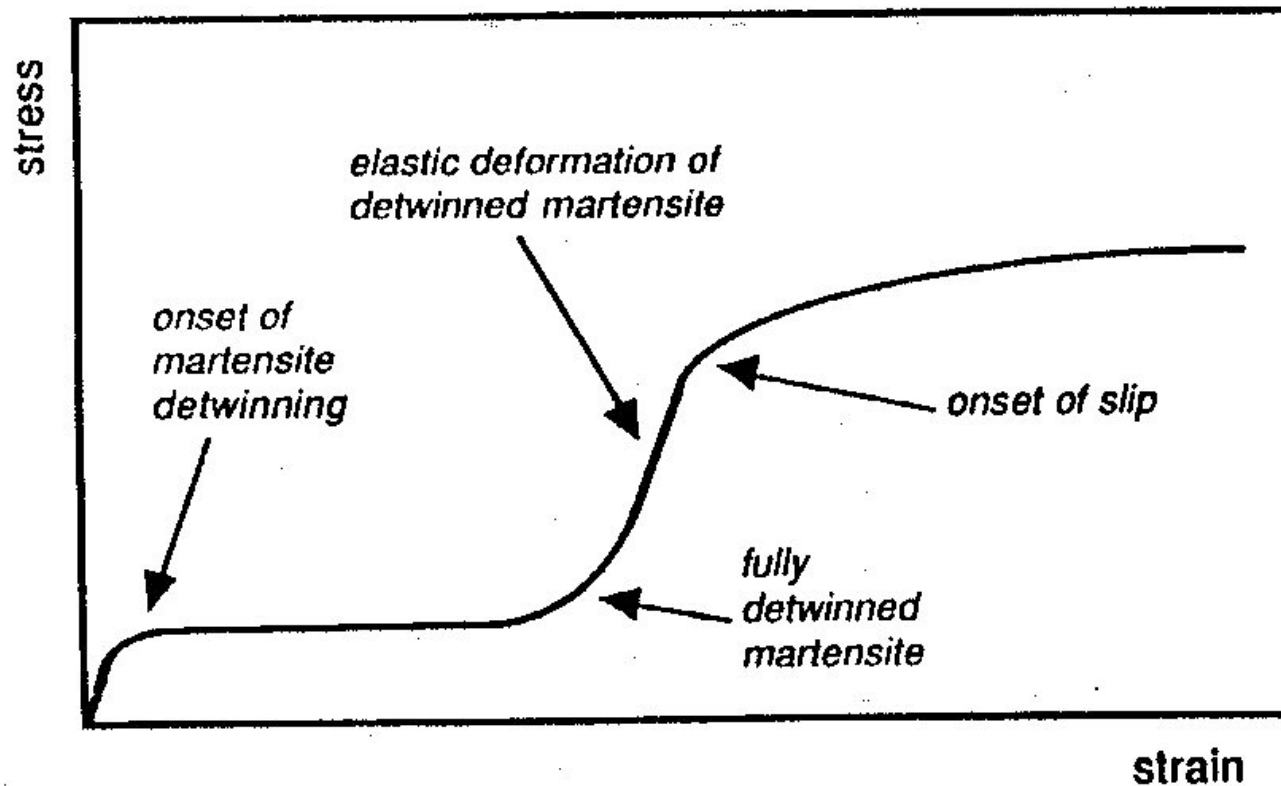 stress
elastic deformation of
detwinned martensite
onset of
martensite
detwinning
onset of slip
fully
detwinned
martensite
strain